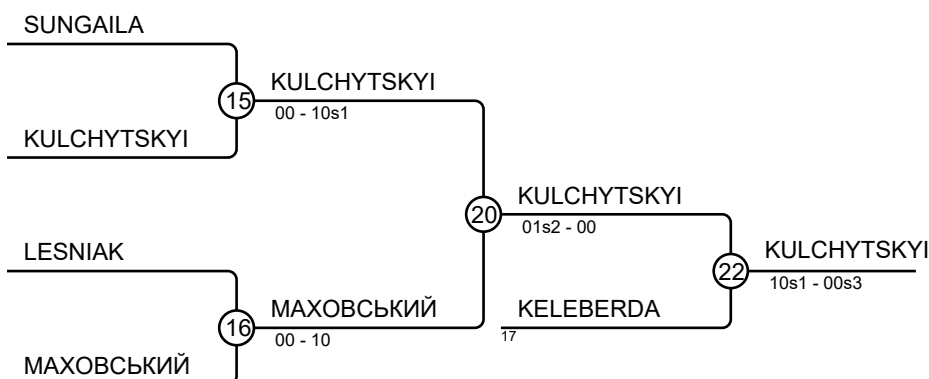 SUNGAILA
15
KULCHYTSKYI
00 - 10s1
KULCHYTSKYI
20
KULCHYTSKYI
01s2 - 00
LESNIAK
22
KULCHYTSKYI
10s1 - 00s3
16
МАХОВСЬКИЙ
00 - 10
KELEBERDA
17
МАХОВСЬКИЙ